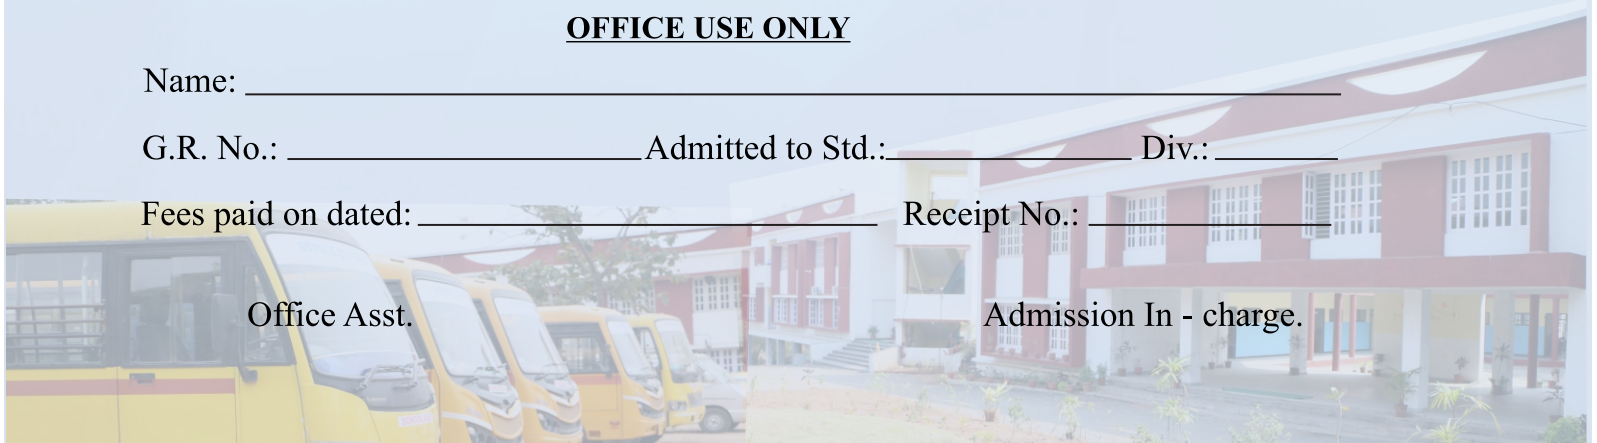 OFFICE USE ONLY
Name:
G.R. No.: Admitted to Std.: Div.:
Fees paid on dated: Receipt No.:
Office Asst. Admission In - charge.